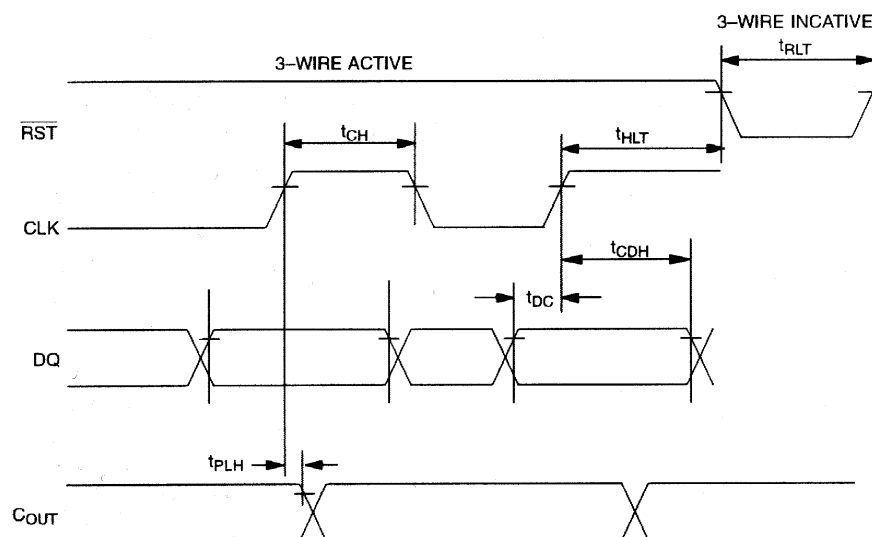 3–WIRE INCATIVE
tRLT
3–WIRE ACTIVE
RST
tCH
tHLT
CLK
tCDH
tDC
DQ
tPLH
COUT